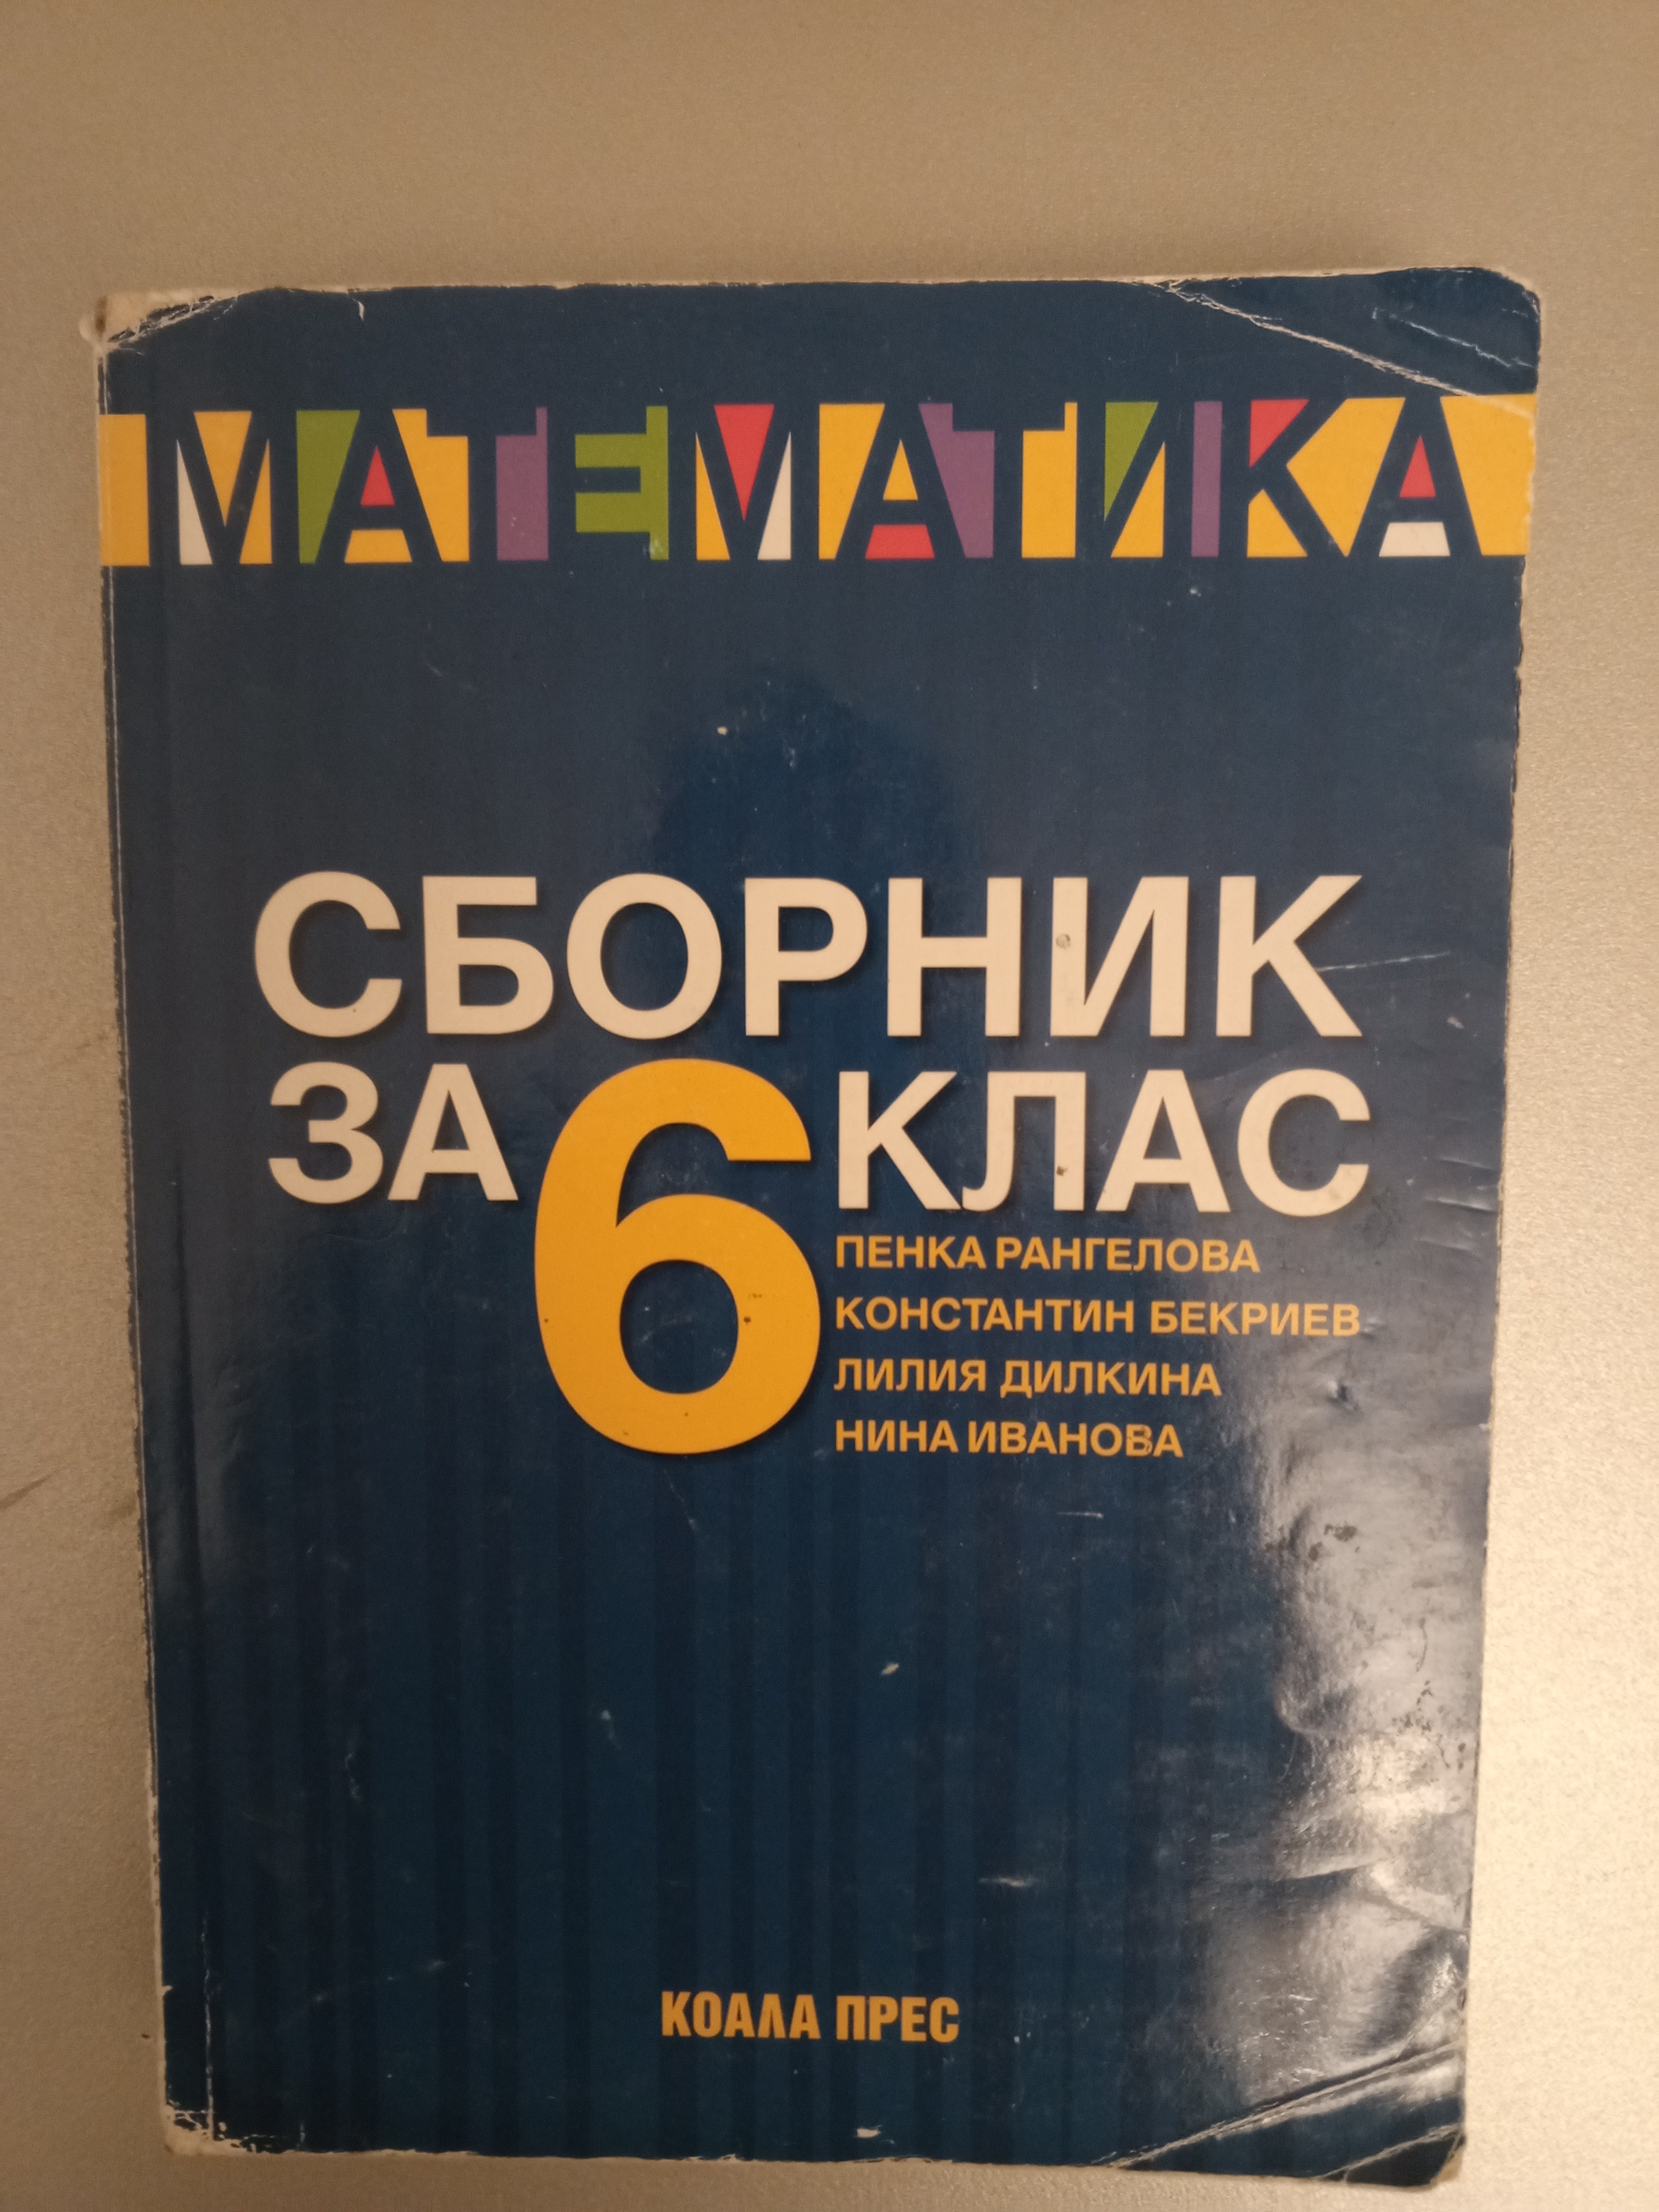 МАТЕМАТИКА
СБОРНИК
ЗА 6 КЛАС
ПЕНКА РАНГЕЛОВА
КОНСТАНТИН БЕКРИЕВ
ЛИЛИЯ ДИЛКИНА
НИНА ИВАНОВА
КОАЛА ПРЕС